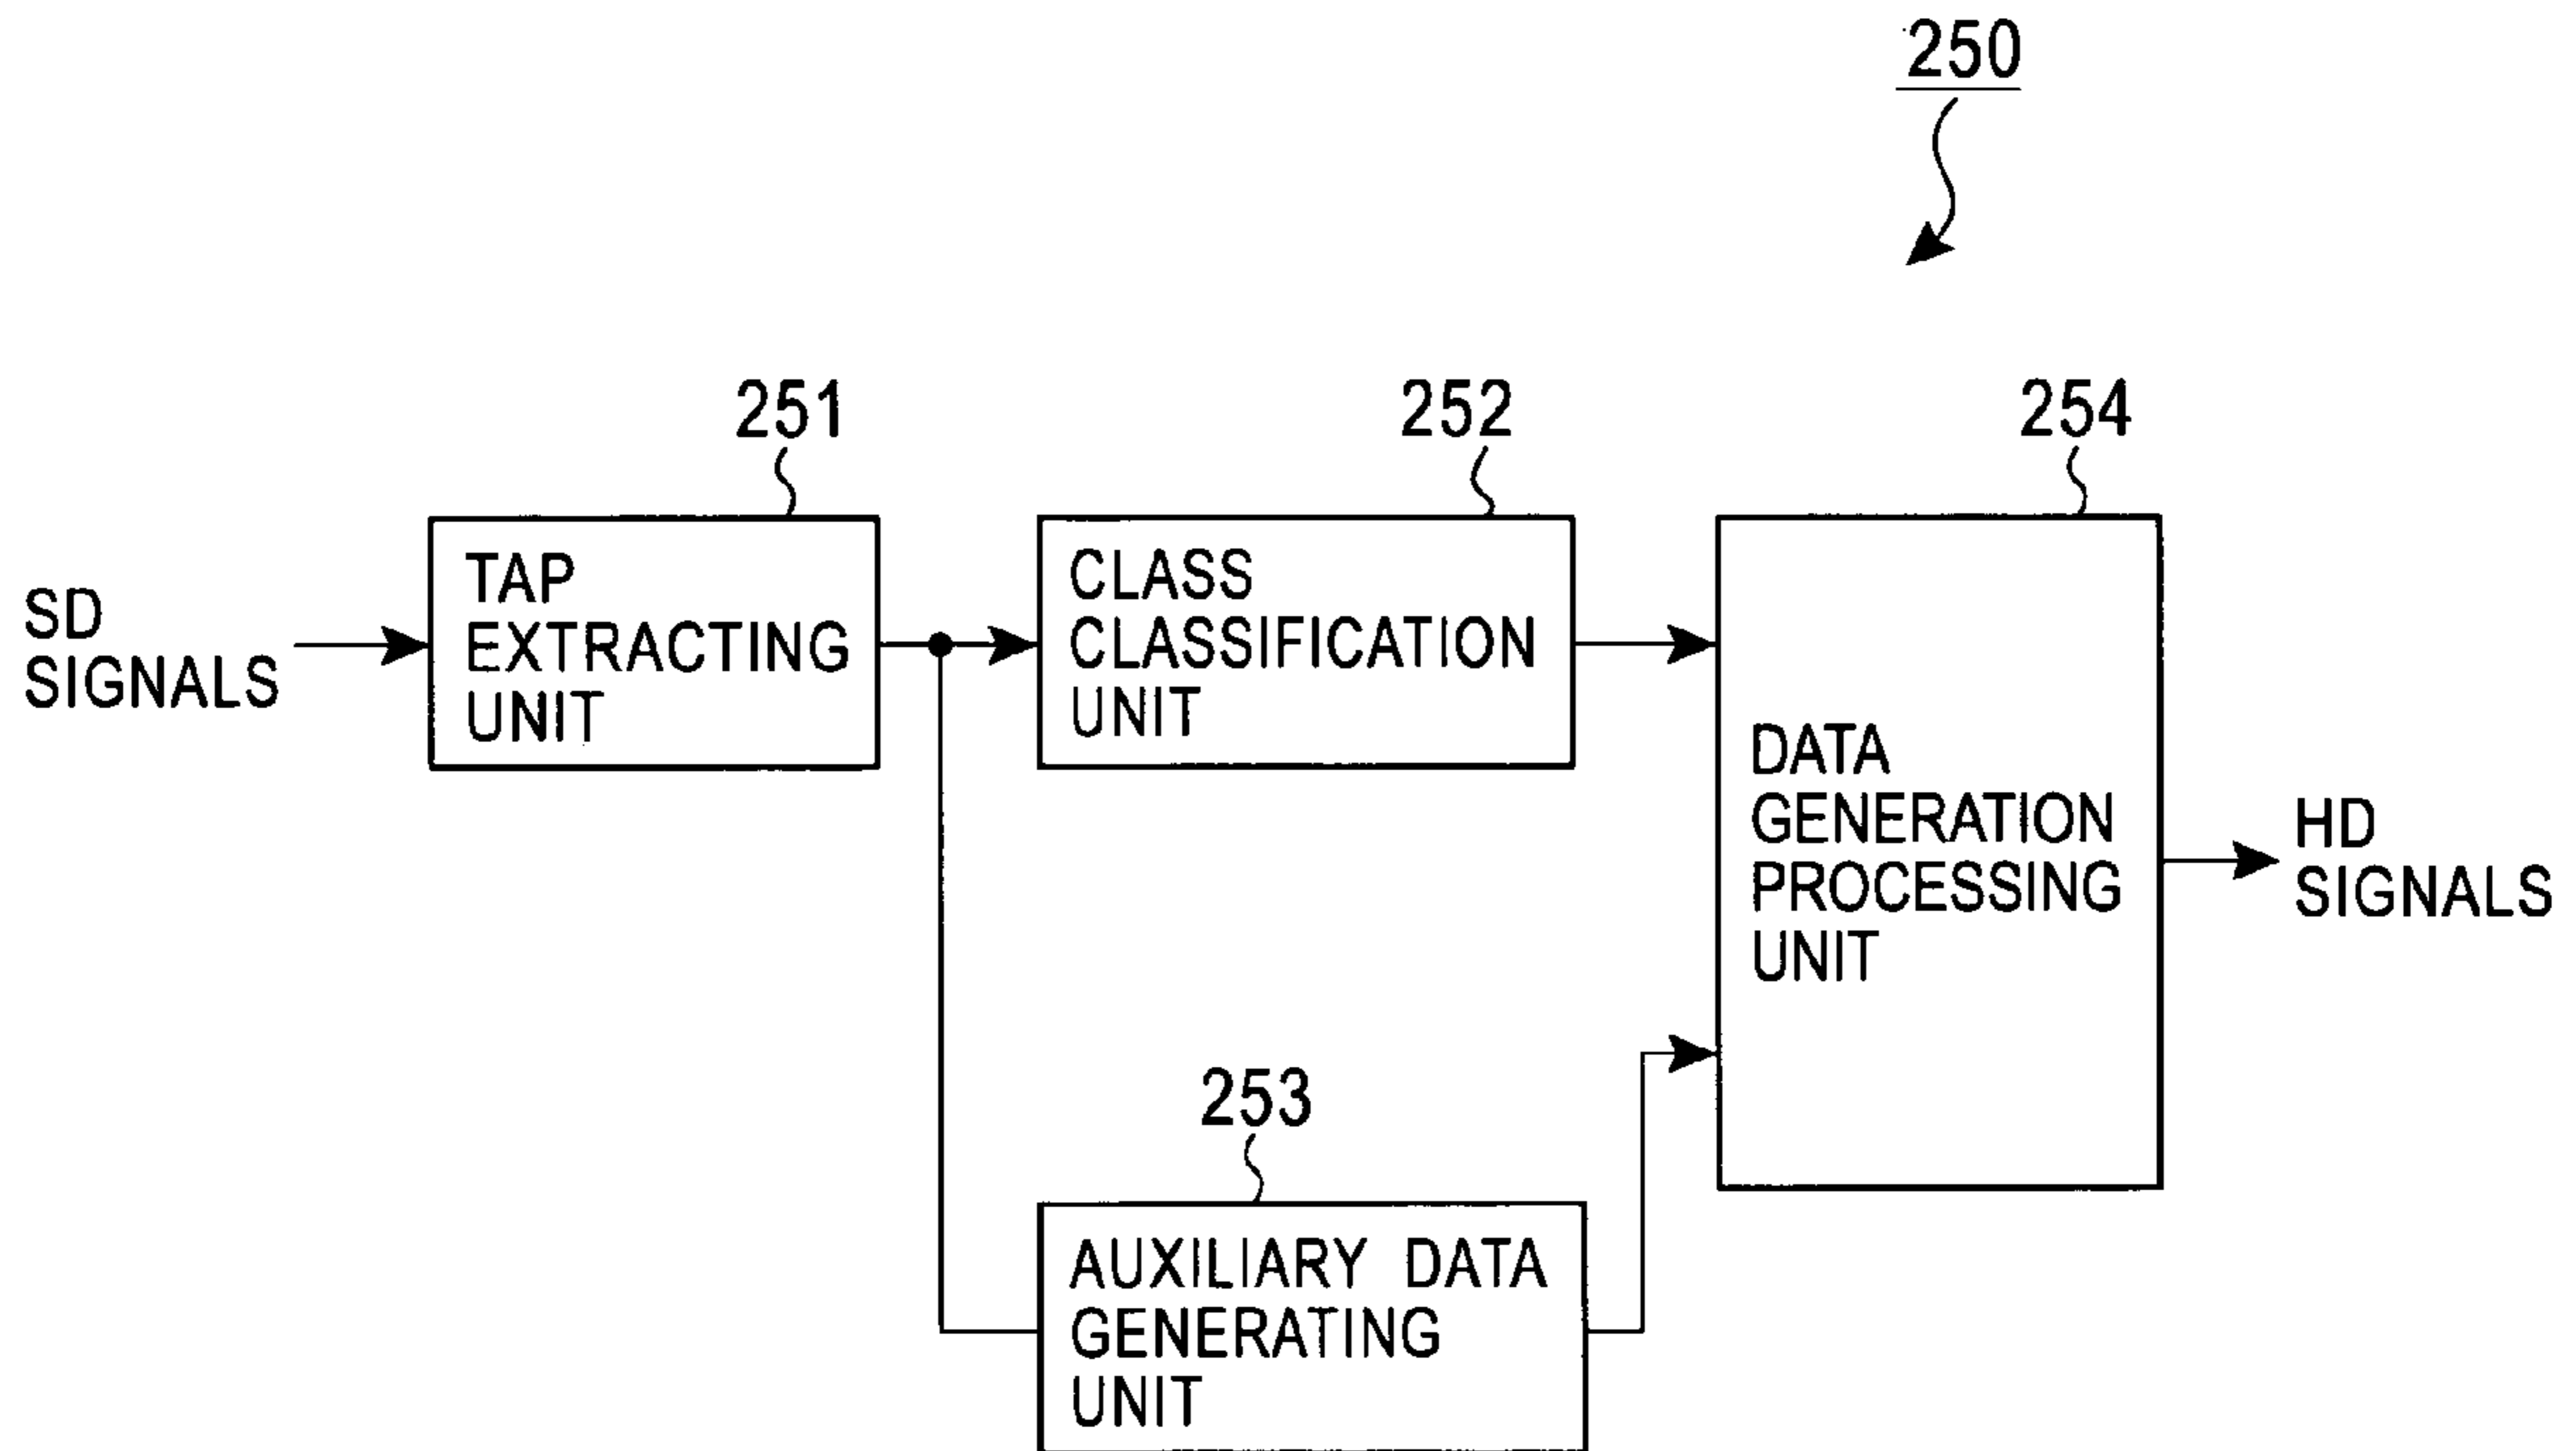 250
251
252
254
SD
SIGNALS
TAP
EXTRACTING
UNIT
CLASS
CLASSIFICATION
UNIT
DATA
GENERATION
PROCESSING
UNIT
HD
SIGNALS
253
AUXILIARY DATA
GENERATING
UNIT